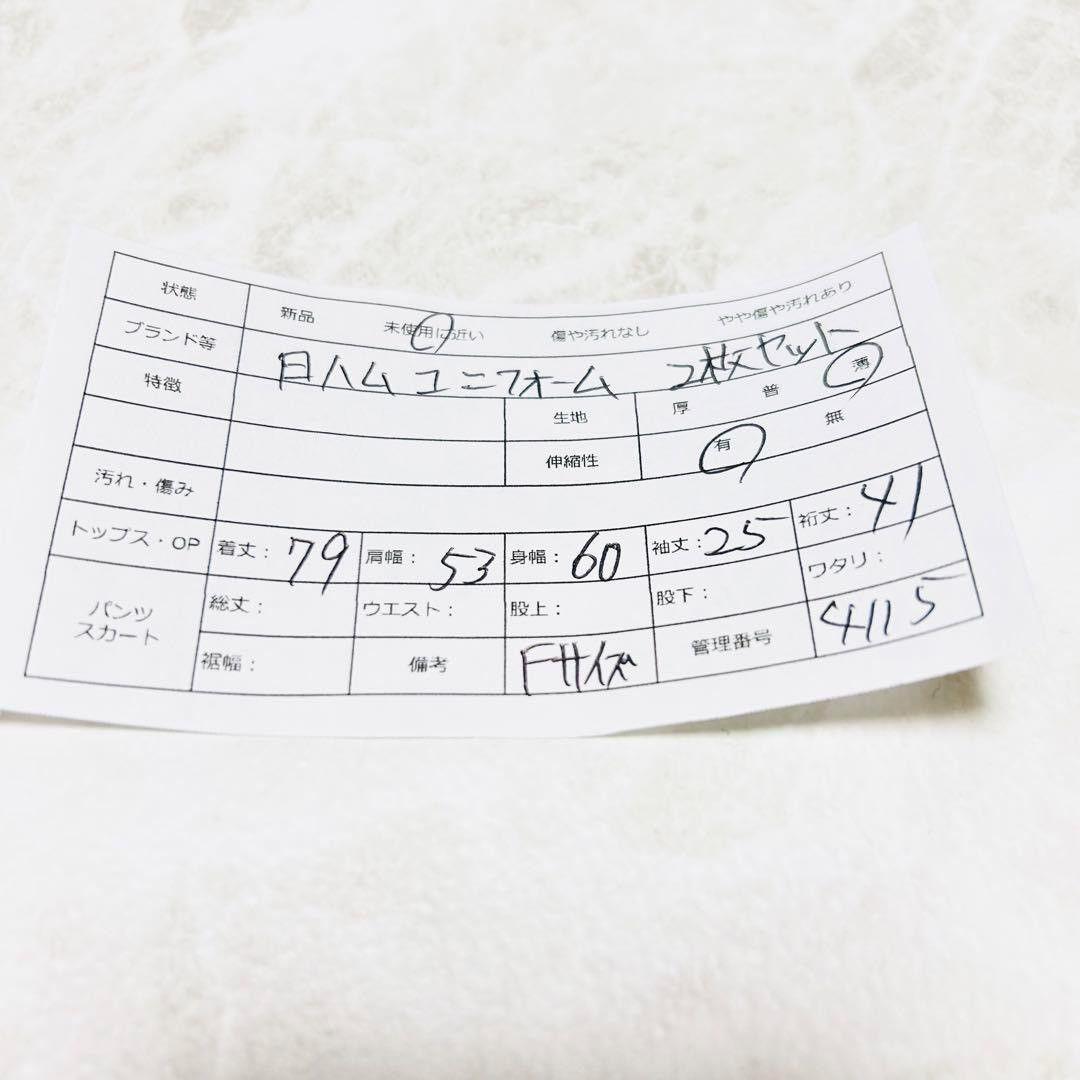 状態 新品 未使用に近い 傷や汚れなし やや傷や汚れあり
ブランド等 日ハムユニフォーム 2枚セット
特徴 生地 厚 普 薄
伸縮性 有 無
汚れ・傷み
トップス・OP 着丈: 79 肩幅: 53 身幅: 60 袖丈: 25 裄丈: 41
パンツ
スカート
総丈: ウエスト: 股上: 股下: ワタリ:
裾幅: 備考 Fサイズ 管理番号 4115